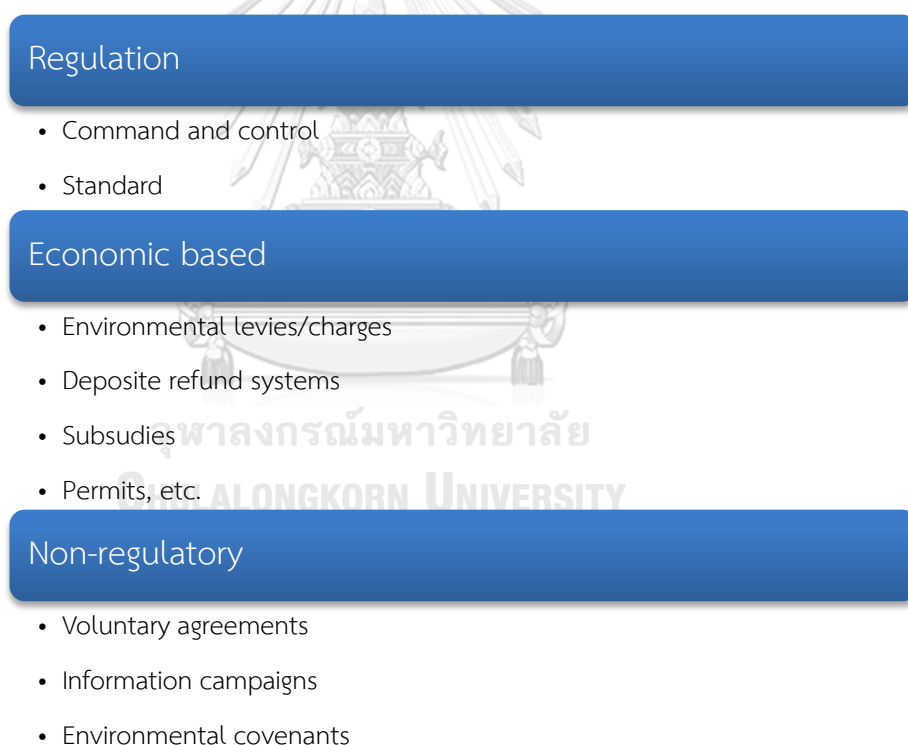 Regulation
• Command and control
• Standard
Economic based
• Environmental levies/charges
• Deposite refund systems
• Subsudies
จุฬาลงกรณ์มหาวิทยาลัย
• Permits, etc.
CHULALONGKORN UNIVERSITY
Non-regulatory
• Voluntary agreements
• Information campaigns
• Environmental covenants